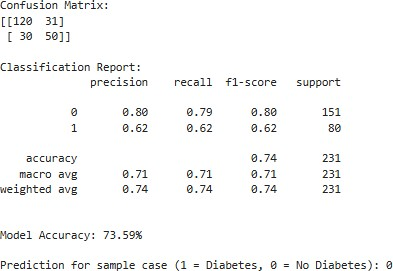 Confusion Matrix:
[[120  31]
 [ 30  50]]
Classification Report:
precision    recall  f1-score   support
0       0.80      0.79      0.80       151
1       0.62      0.62      0.62        80
accuracy                           0.74       231
macro avg       0.71      0.71      0.71       231
weighted avg       0.74      0.74      0.74       231
Model Accuracy: 73.59%
Prediction for sample case (1 = Diabetes, 0 = No Diabetes): 0